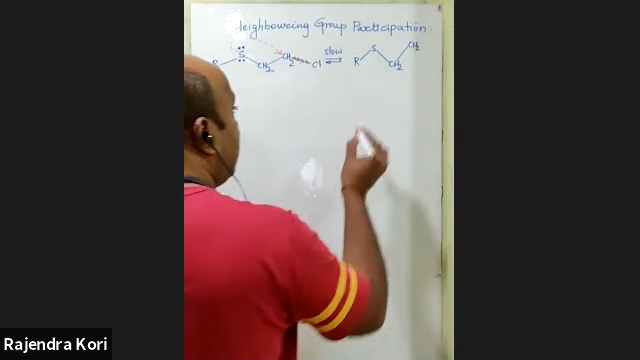 Neighbouring Group Participation
R S CH2 CH2 Cl slow R S CH2 CH2
Rajendra Kori